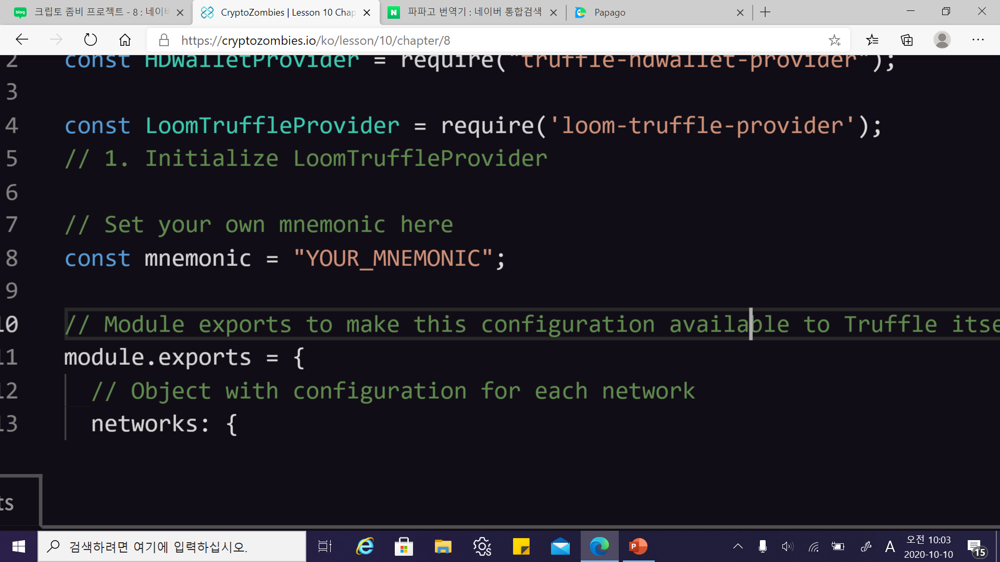 blog 크립토 좀비 프로젝트 - 8 : 네이버
CryptoZombies | Lesson 10 Chap
N 파파고 번역기 : 네이버 통합검색
Papago
https://cryptozombies.io/ko/lesson/10/chapter/8
2 const HDWalletProvider = require("truffle-hdwallet-provider");
3
4 const LoomTruffleProvider = require('loom-truffle-provider');
5 // 1. Initialize LoomTruffleProvider
6
7 // Set your own mnemonic here
8 const mnemonic = "YOUR_MNEMONIC";
9
10 // Module exports to make this configuration available to Truffle itse
11 module.exports = {
12 // Object with configuration for each network
13 networks: {
ts
검색하려면 여기에 입력하십시오.
P
A
오전 10:03
2020-10-10
15